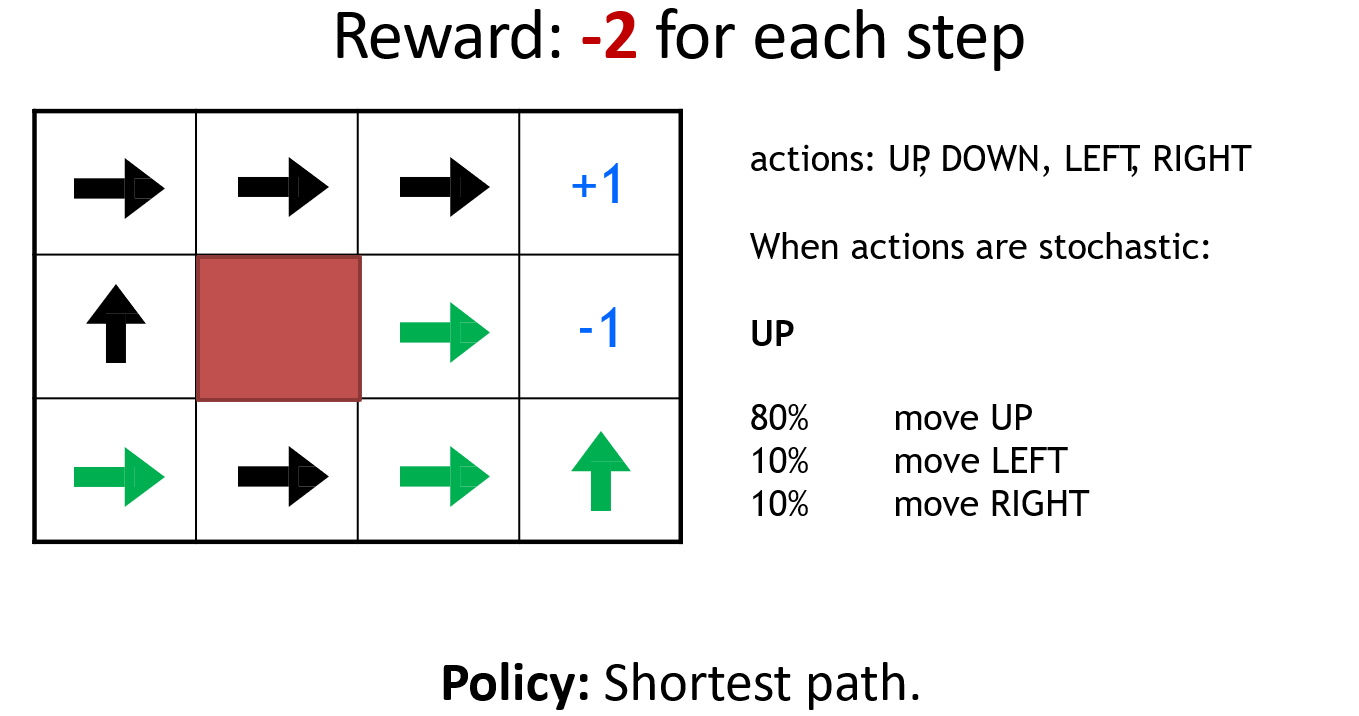 Reward: -2 for each step
+1
-1
actions: UP, DOWN, LEFT, RIGHT
When actions are stochastic:
UP
80% move UP
10% move LEFT
10% move RIGHT
Policy: Shortest path.